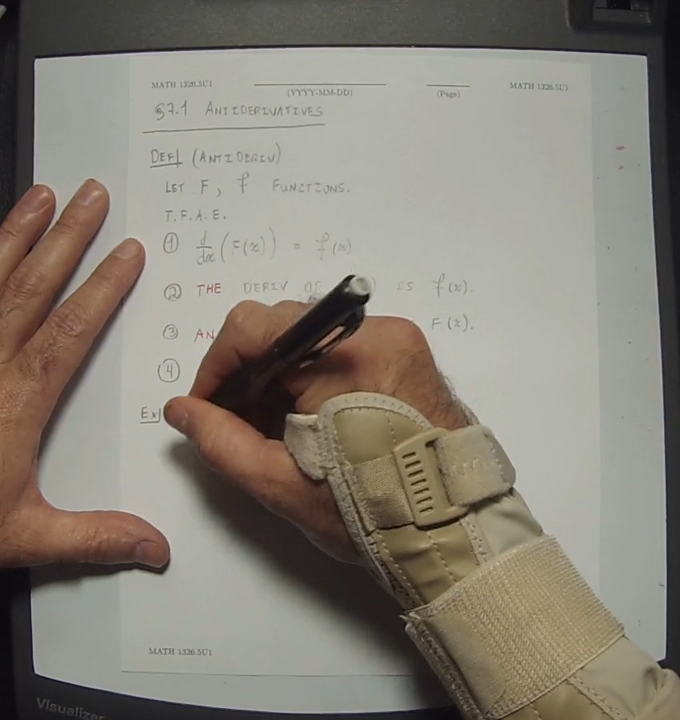 MATH 1326.5U1 (YYYY-MM-DD) (Page) MATH 1326.5U1
§7.1 ANTIDERIVATIVES
DEF (ANTIDERIV)
LET F, f FUNCTIONS.
T.F.A.E.
① d/dx (F(x)) = f(x)
② THE DERIV OF IS f(x).
③ AN F(x).
④
Ex
MATH 1326.5U1
Visualizer